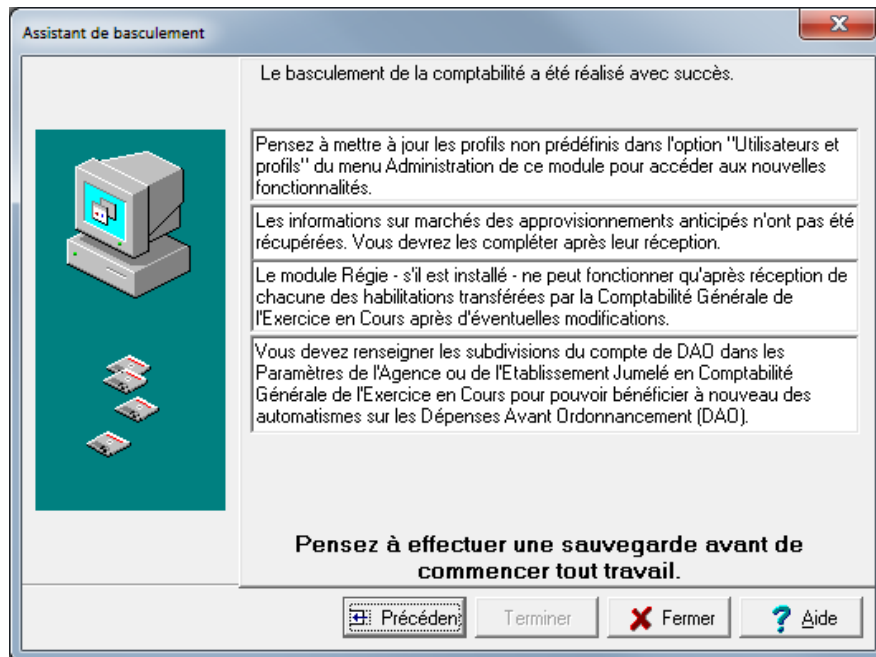 Assistant de basculement
Le basculement de la comptabilité a été réalisé avec succès.
Pensez à mettre à jour les profils non prédéfinis dans l'option "Utilisateurs et
profils" du menu Administration de ce module pour accéder aux nouvelles
fonctionnalités.
Les informations sur marchés des approvisionnements anticipés n'ont pas été
récupérées. Vous devrez les compléter après leur réception.
Le module Régie - s'il est installé - ne peut fonctionner qu'après réception de
chacune des habilitations transférées par la Comptabilité Générale de
l'Exercice en Cours après d'éventuelles modifications.
Vous devez renseigner les subdivisions du compte de DAO dans les
Paramètres de l'Agence ou de l'Etablissement Jumelé en Comptabilité
Générale de l'Exercice en Cours pour pouvoir bénéficier à nouveau des
automatismes sur les Dépenses Avant Ordonnancement (DAO).
Pensez à effectuer une sauvegarde avant de
commencer tout travail.
Précéden
Terminer
Fermer
Aide